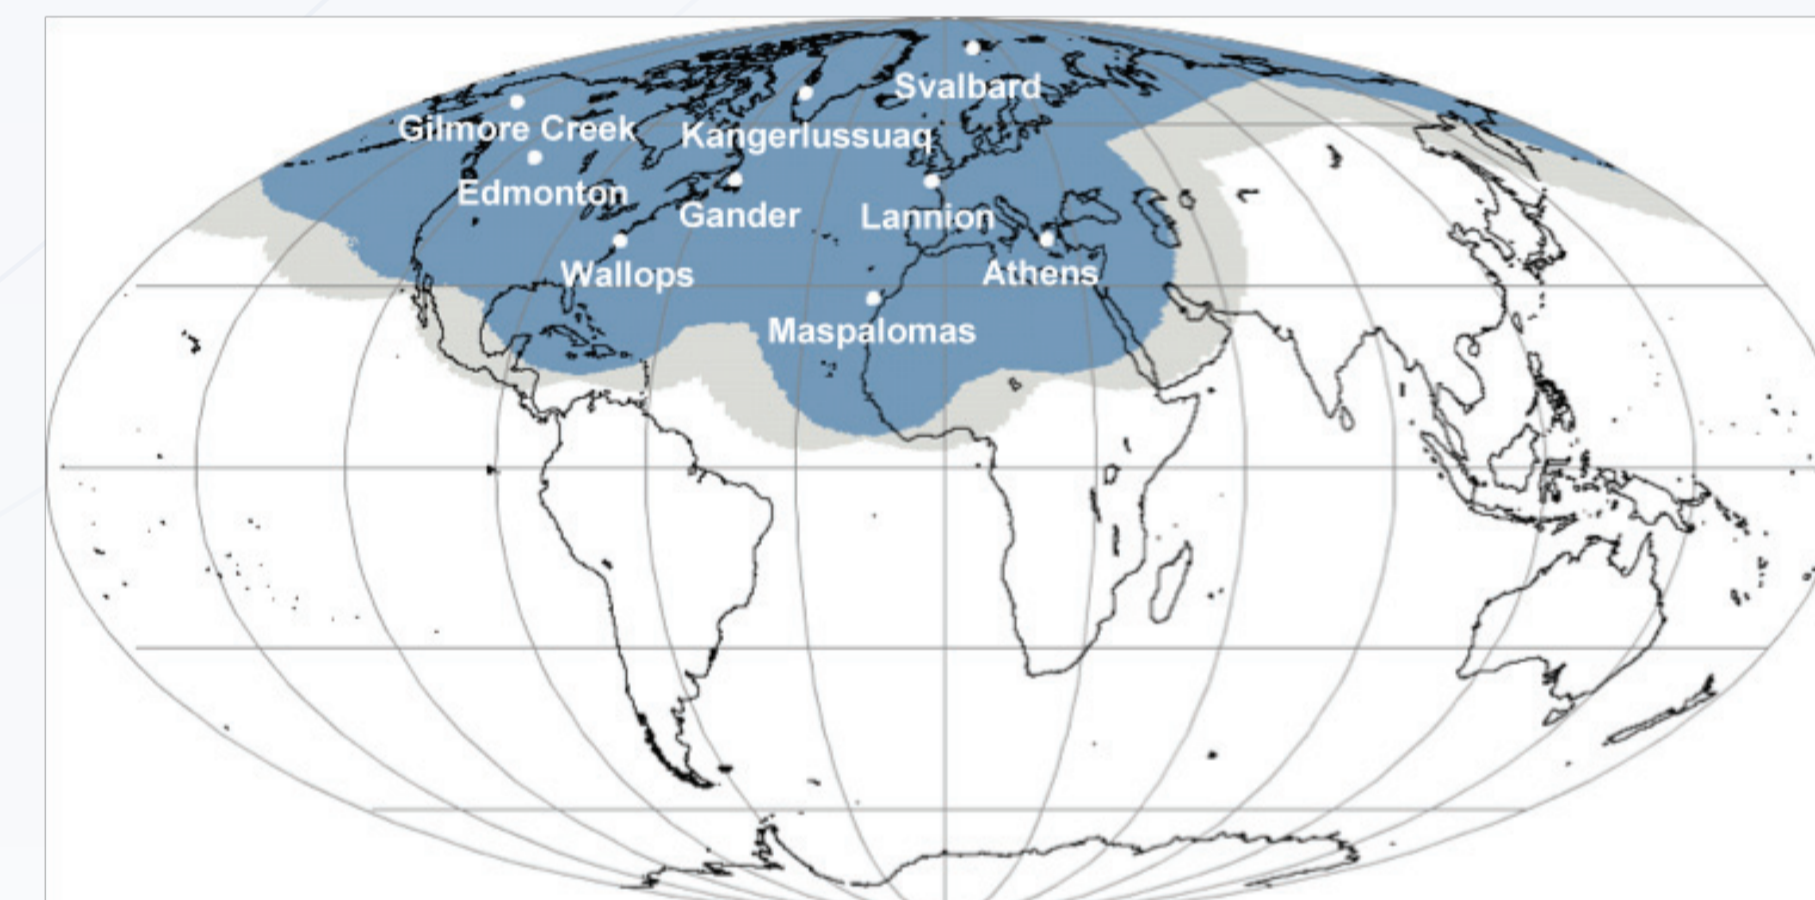 Svalbard
Gilmore Creek
Kangerlussuaq
Edmonton
Gander
Lannion
Wallops
Athens
Maspalomas